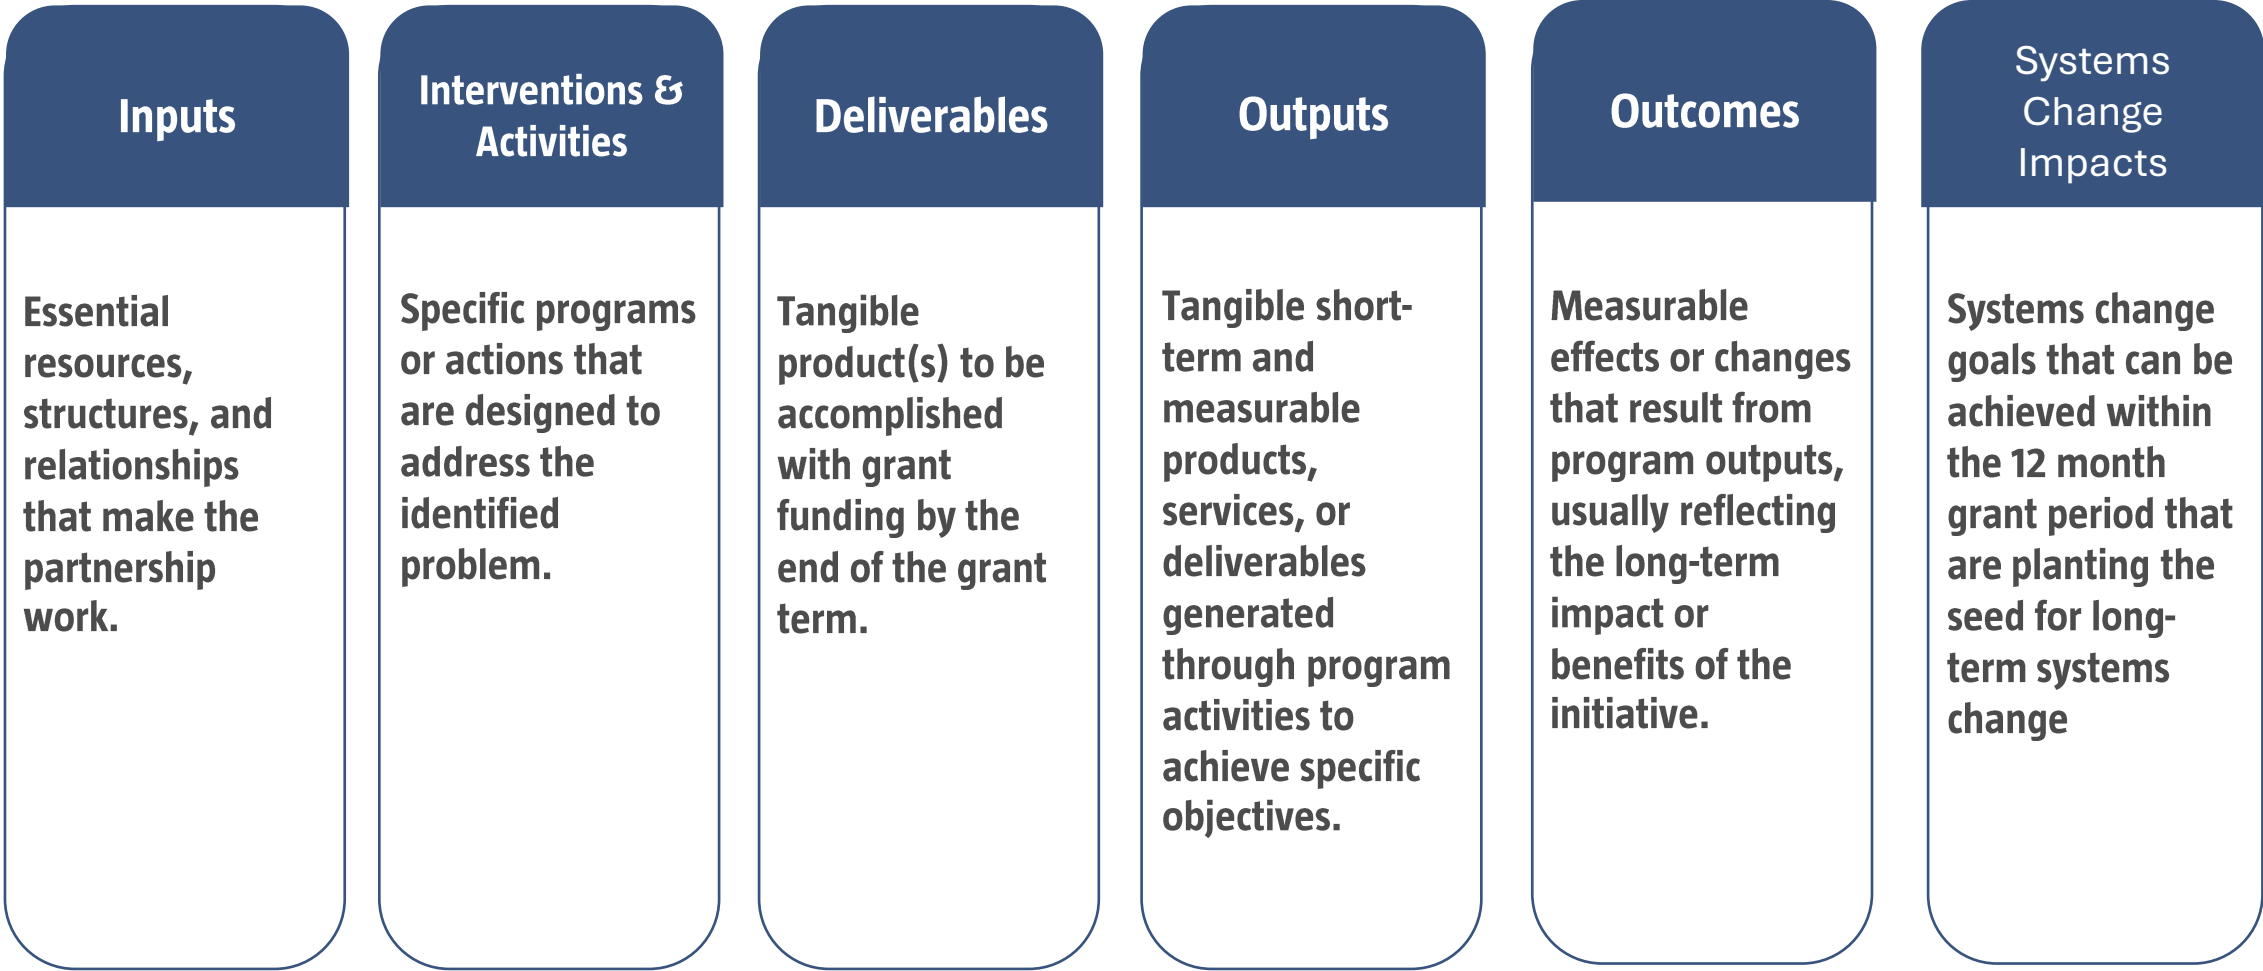 Inputs
Essential
resources,
structures, and
relationships
that make the
partnership
work.
Interventions &
Activities
Specific programs
or actions that
are designed to
address the
identified
problem.
Deliverables
Tangible
product(s) to be
accomplished
with grant
funding by the
end of the grant
term.
Outputs
Tangible short-
term and
measurable
products,
services, or
deliverables
generated
through program
activities to
achieve specific
objectives.
Outcomes
Measurable
effects or changes
that result from
program outputs,
usually reflecting
the long-term
impact or
benefits of the
initiative.
Systems
Change
Impacts
Systems change
goals that can be
achieved within
the 12 month
grant period that
are planting the
seed for long-
term systems
change